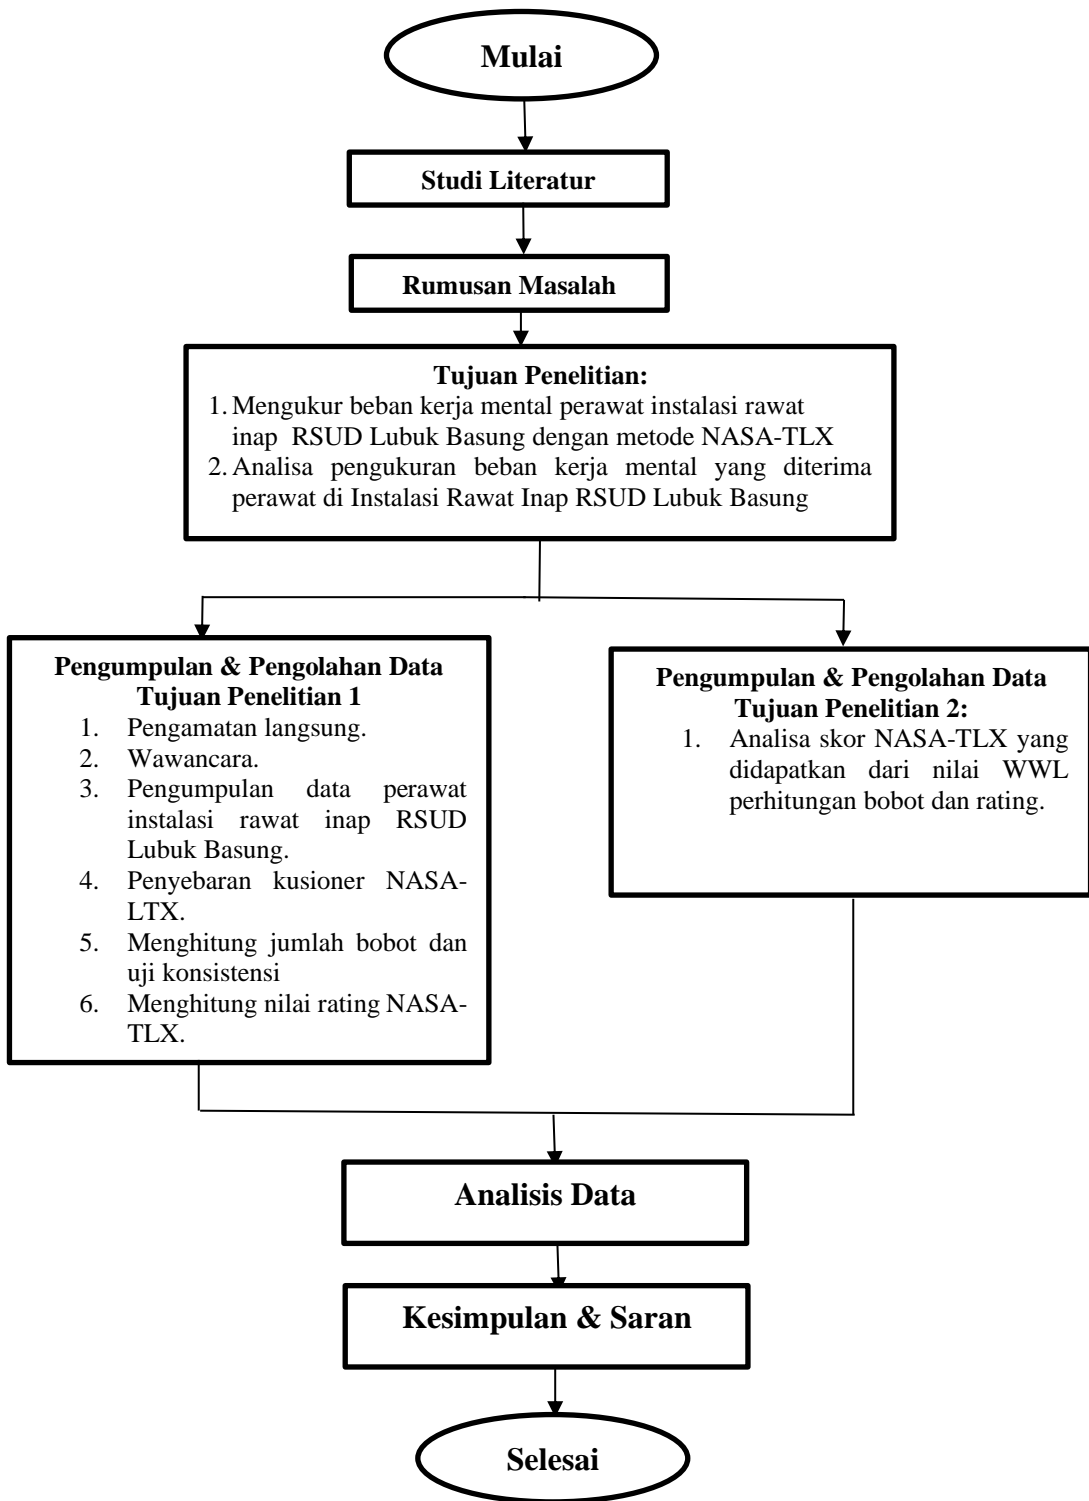 Mulai
Studi Literatur
Rumusan Masalah
Tujuan Penelitian:
1. Mengukur beban kerja mental perawat instalasi rawat
inap RSUD Lubuk Basung dengan metode NASA-TLX
2. Analisa pengukuran beban kerja mental yang diterima
perawat di Instalasi Rawat Inap RSUD Lubuk Basung
Pengumpulan & Pengolahan Data
Tujuan Penelitian 1
1. Pengamatan langsung.
2. Wawancara.
3. Pengumpulan data perawat
instalasi rawat inap RSUD
Lubuk Basung.
4. Penyebaran kusioner NASA-
LTX.
5. Menghitung jumlah bobot dan
uji konsistensi
6. Menghitung nilai rating NASA-
TLX.
Pengumpulan & Pengolahan Data
Tujuan Penelitian 2:
1. Analisa skor NASA-TLX yang
didapatkan dari nilai WWL
perhitungan bobot dan rating.
Analisis Data
Kesimpulan & Saran
Selesai